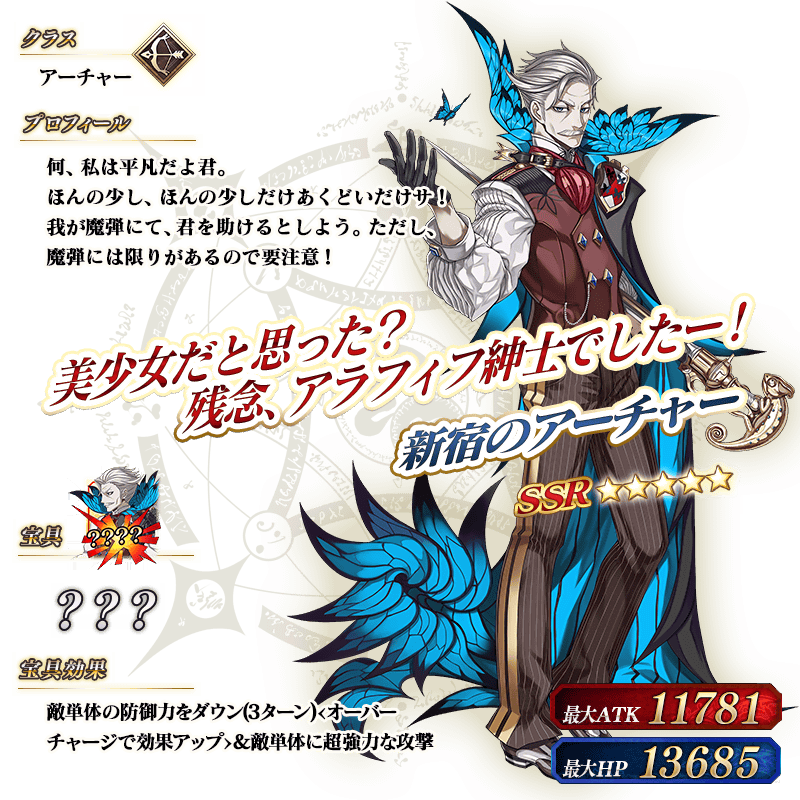 クラス
アーチャー
プロフィール
何、私は平凡だよ君。
ほんの少し、ほんの少しだけあくどいだけサ！
我が魔弾にて、君を助けるとしよう。ただし、
魔弾には限りがあるので要注意！
美少女だと思った？
残念、アラフィフ紳士でしたー！
新宿のアーチャー
SSR ☆☆☆☆☆
宝具
????
？？？
宝具効果
敵単体の防御力をダウン(3ターン)<オーバー
チャージで効果アップ>&敵単体に超強力な攻撃
最大ATK 11781
最大HP 13685